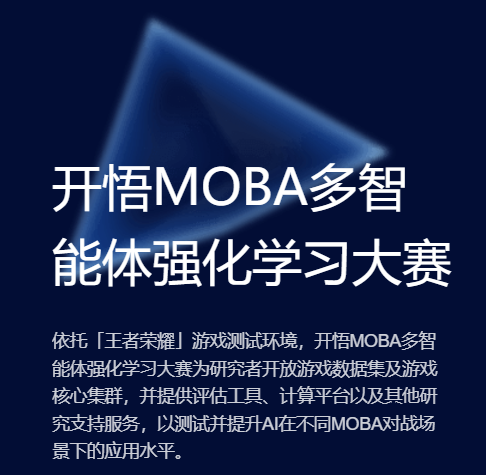 开悟MOBA多智
能体强化学习大赛
依托「王者荣耀」游戏测试环境，开悟MOBA多智
能体强化学习大赛为研究者开放游戏数据集及游戏
核心集群，并提供评估工具、计算平台以及其他研
究支持服务，以测试并提升AI在不同MOBA对战场
景下的应用水平。